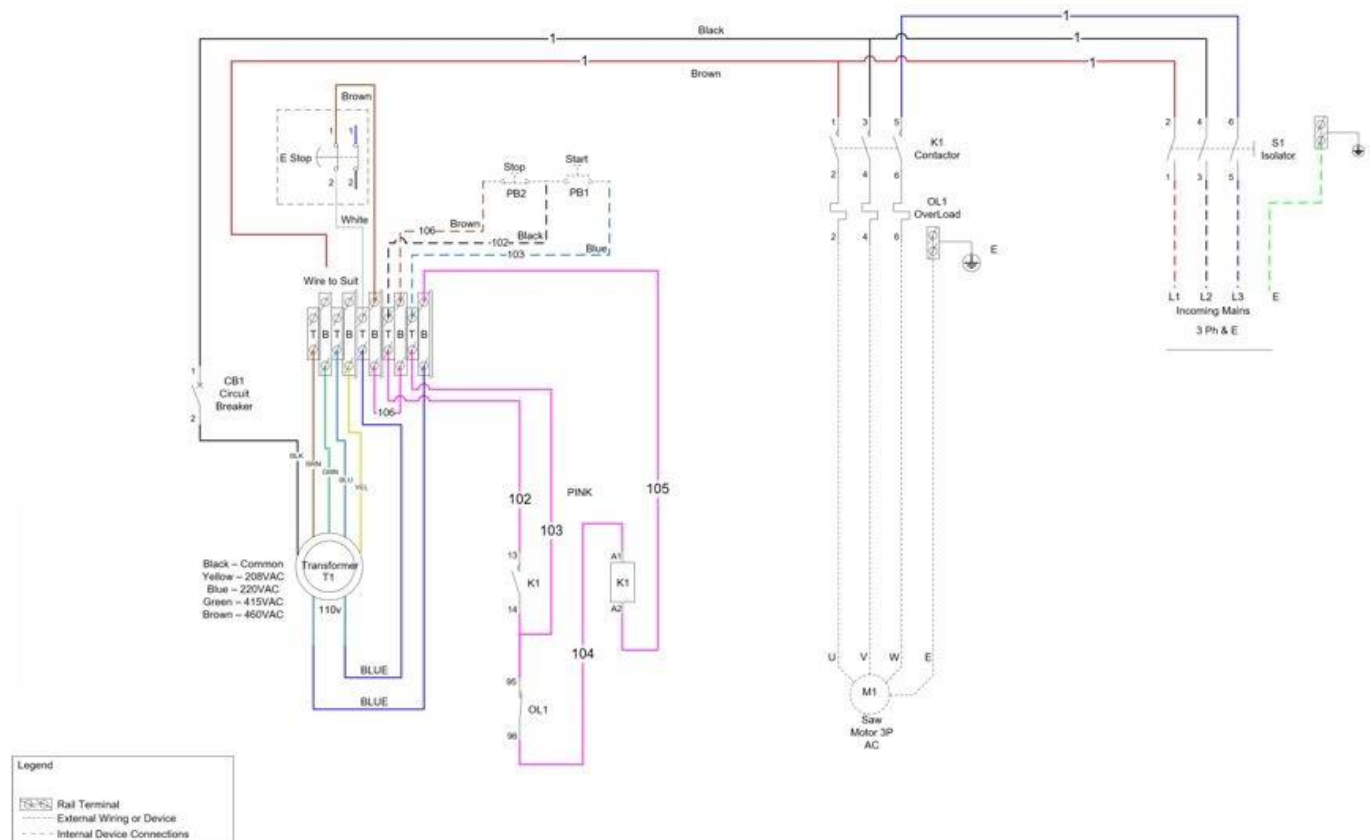 1
Black
1
1
1
Brown
1
Brown
1
1
E Stop
2
2
White
Stop
PB2
Start
PB1
Brown
106
102
Black
103
Blue
1
3
5
K1
Contactor
2
4
6
OL1
OverLoad
2
4
6
E
2
4
6
S1
Isolator
1
3
5
L1
L2
L3
E
Incoming Mains
3 Ph & E
Wire to Suit
T
B
T
B
T
B
T
B
T
B
1
CB1
Circuit
Breaker
2
106
BLK
BRN
GRN
BLU
YEL
Black – Common
Yellow – 208VAC
Blue – 220VAC
Green – 415VAC
Brown – 460VAC
Transformer
T1
110v
BLUE
BLUE
102
PINK
103
105
13
K1
14
A1
K1
A2
104
95
OL1
96
U
V
W
E
M1
Saw
Motor 3P
AC
Legend
Rail Terminal
External Wiring or Device
Internal Device Connections